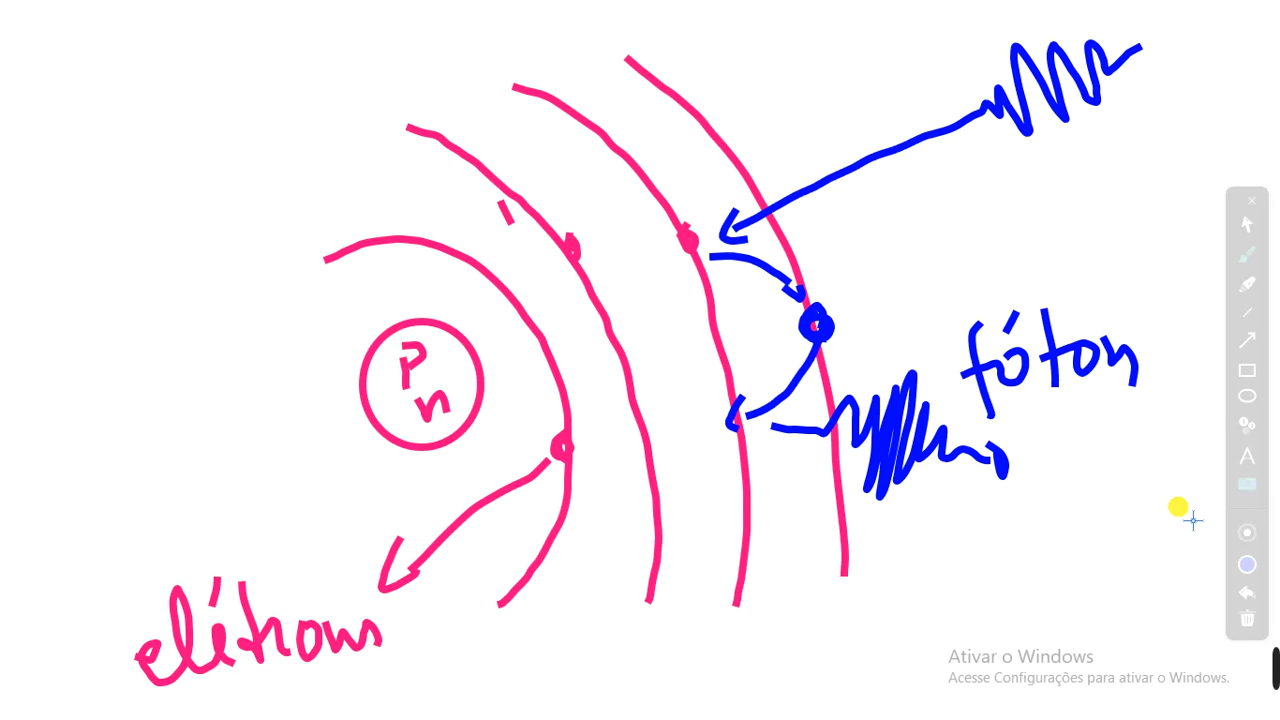 P
n
fóton
elétrons
Ativar o Windows
Acesse Configurações para ativar o Windows.